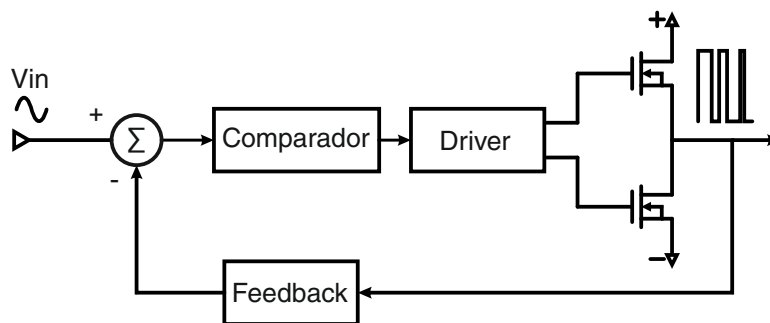 +
Vin
+
Σ
Comparador
Driver
-
−
Feedback